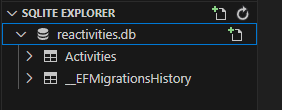 SQLITE EXPLORER
reactivities.db
Activities
__EFMigrationsHistory